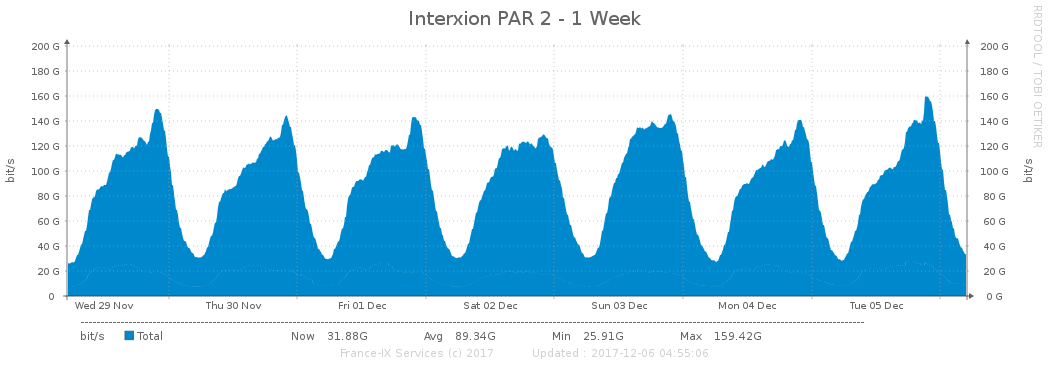 Interxion PAR 2 - 1 Week
RRDTOOL / TOBI OETIKER
200 G 200 G
180 G 180 G
160 G 160 G
140 G 140 G
120 G 120 G
100 G 100 G
80 G 80 G
60 G 60 G
40 G 40 G
20 G 20 G
0 0 G
bit/s bit/s
Wed 29 Nov Thu 30 Nov Fri 01 Dec Sat 02 Dec Sun 03 Dec Mon 04 Dec Tue 05 Dec
bit/s Total Now 31.88G Avg 89.34G Min 25.91G Max 159.42G
France-IX Services (c) 2017 Updated : 2017-12-06 04:55:06